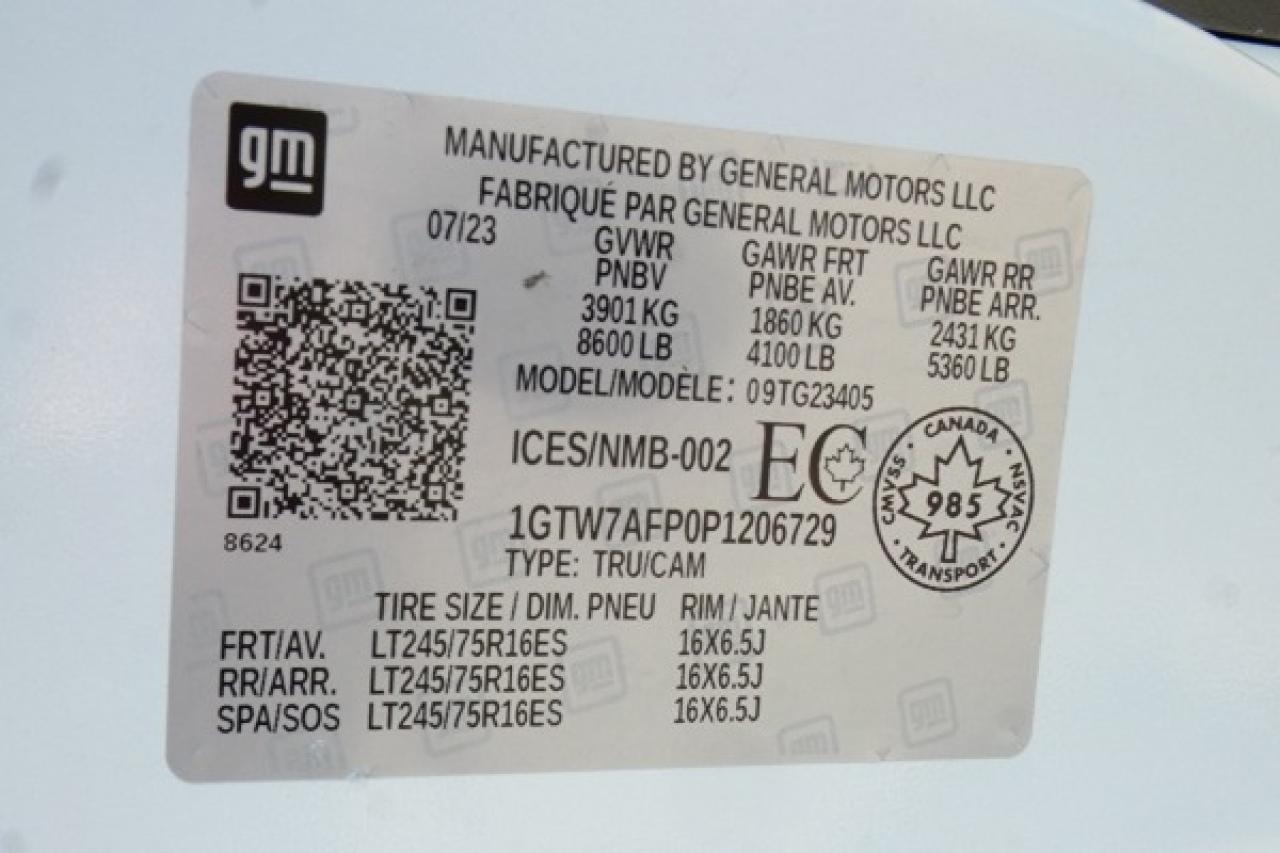 gm
MANUFACTURED BY GENERAL MOTORS LLC
FABRIQUÉ PAR GENERAL MOTORS LLC
07/23
GVWR GAWR FRT GAWR RR
PNBV PNBE AV. PNBE ARR.
3901 KG 1860 KG 2431 KG
8600 LB 4100 LB 5360 LB
MODEL/MODÈLE: 09TG23405
ICES/NMB-002 EC
CANADA
CMVSS 985 NSVAC
TRANSPORT
8624
1GTW7AFP0P1206729
TYPE: TRU/CAM
TIRE SIZE / DIM. PNEU RIM / JANTE
FRT/AV. LT245/75R16ES 16X6.5J
RR/ARR. LT245/75R16ES 16X6.5J
SPA/SOS LT245/75R16ES 16X6.5J